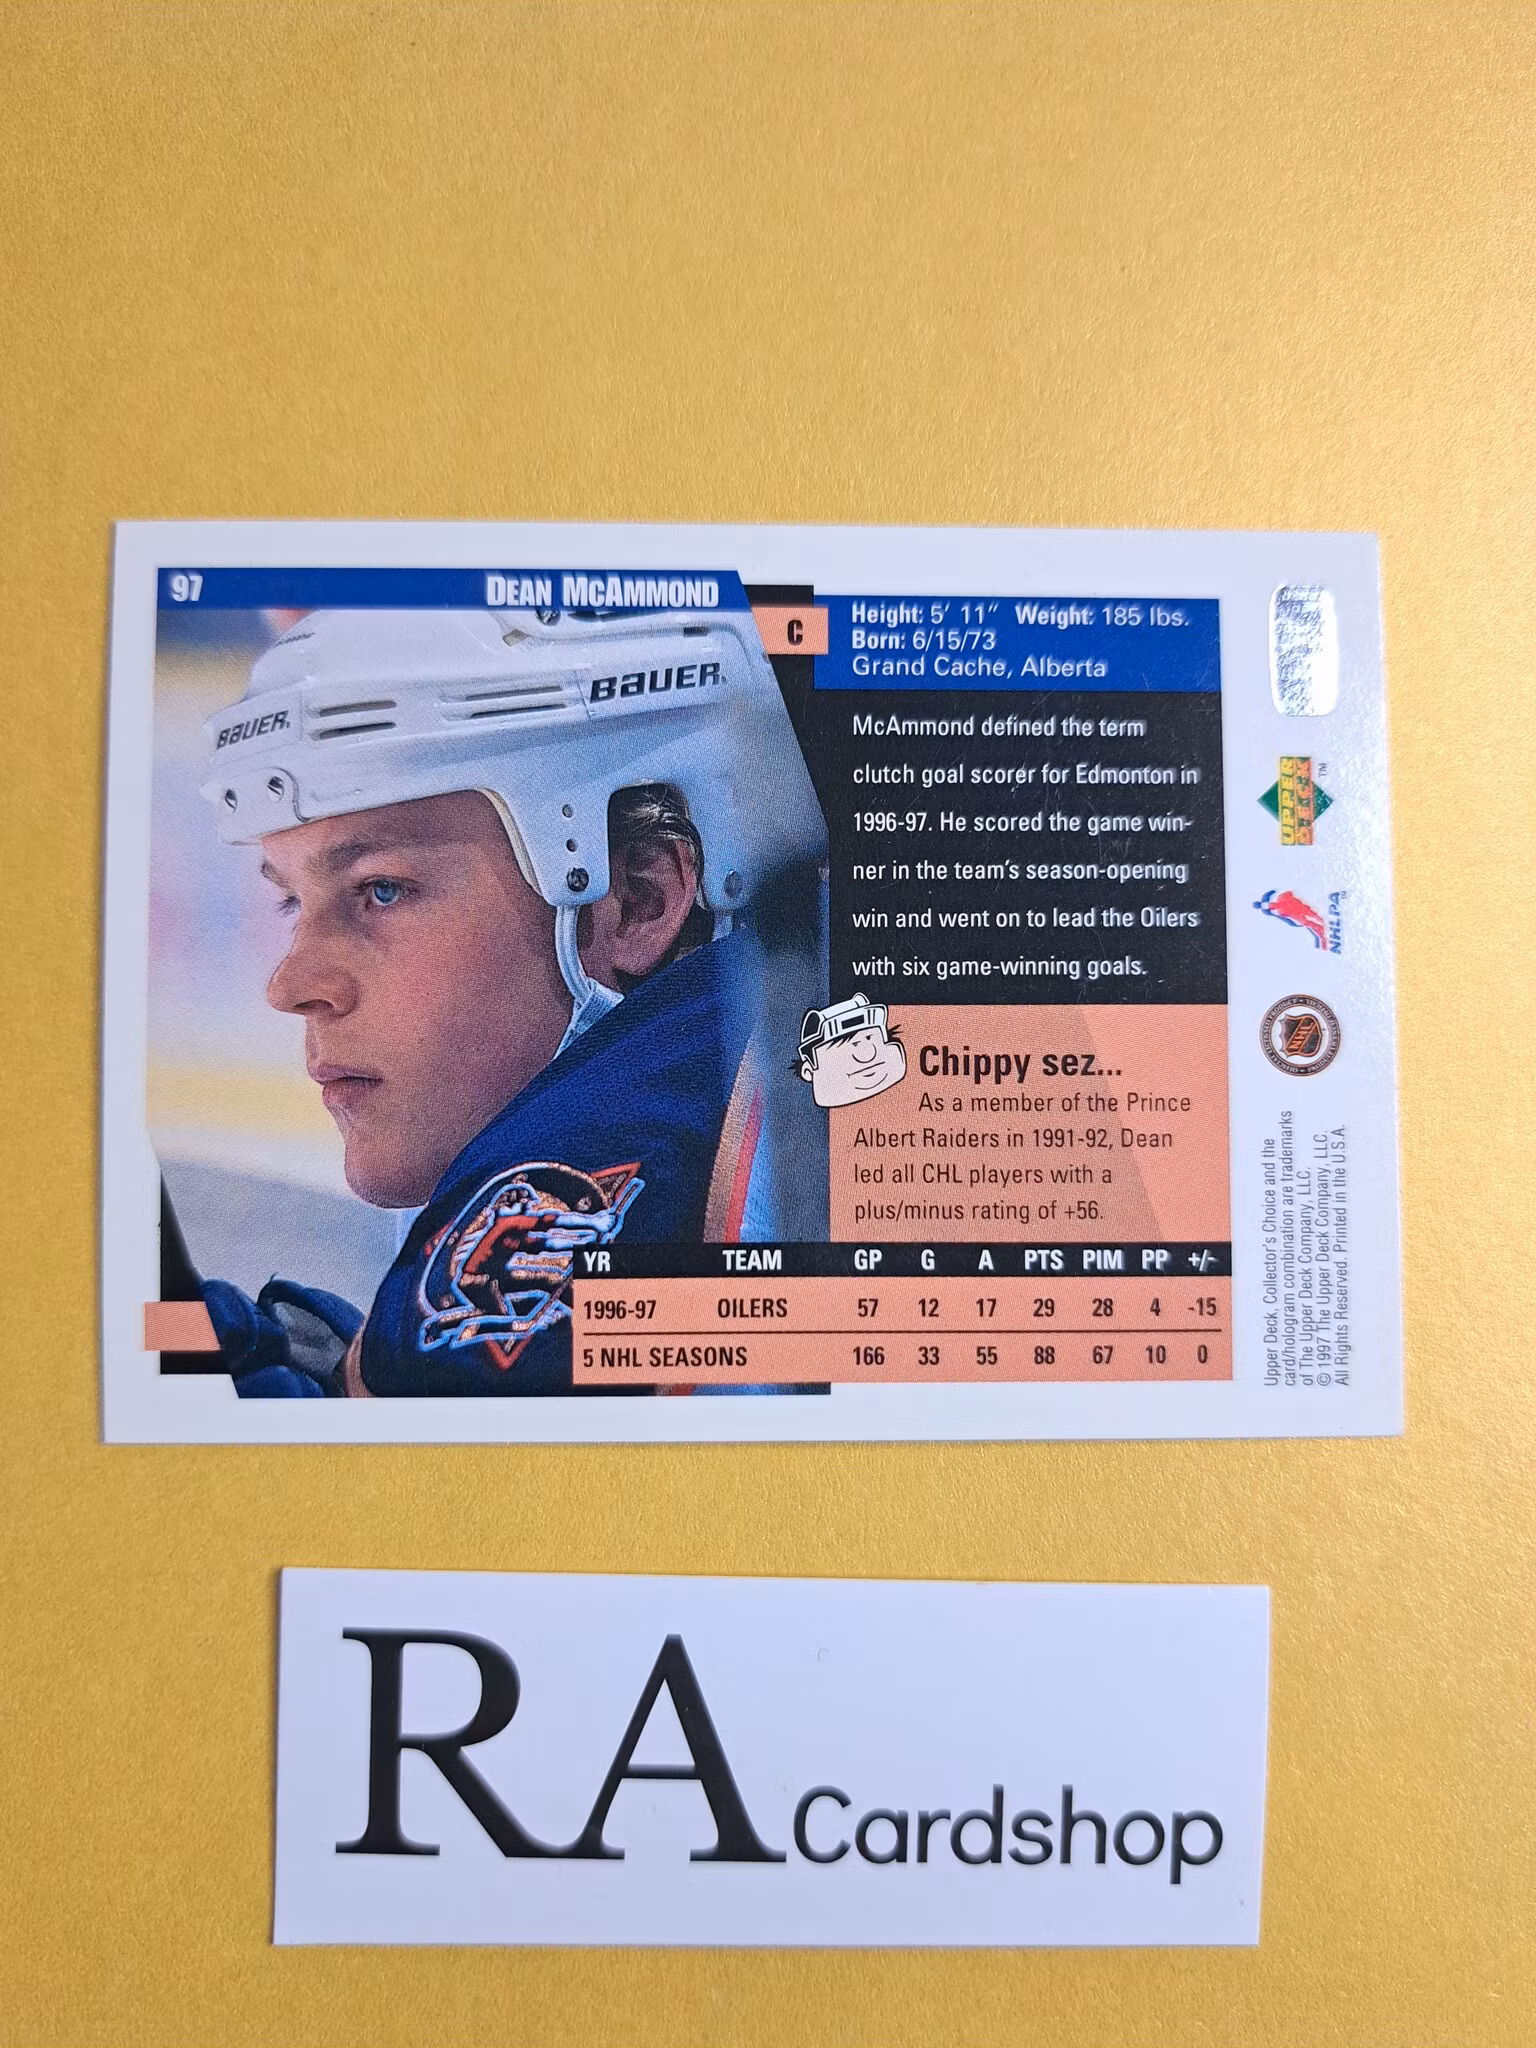 97 DEAN MCAMMOND
C
Height: 5' 11" Weight: 185 lbs.
Born: 6/15/73
Grand Cache, Alberta
BAUER.
BAUER.
McAmmond defined the term
clutch goal scorer for Edmonton in
1996-97. He scored the game win-
ner in the team's season-opening
win and went on to lead the Oilers
with six game-winning goals.
Chippy sez...
As a member of the Prince
Albert Raiders in 1991-92, Dean
led all CHL players with a
plus/minus rating of +56.
YR TEAM GP G A PTS PIM PP +/-
1996-97 OILERS 57 12 17 29 28 4 -15
5 NHL SEASONS 166 33 55 88 67 10 0
UPPER
DECK
TM
NHLPA
TM
NHL
Upper Deck, Collector's Choice and the
card/hologram combination are trademarks
of The Upper Deck Company, LLC.
© 1997 The Upper Deck Company, LLC.
All Rights Reserved. Printed in the U.S.A.
RA Cardshop